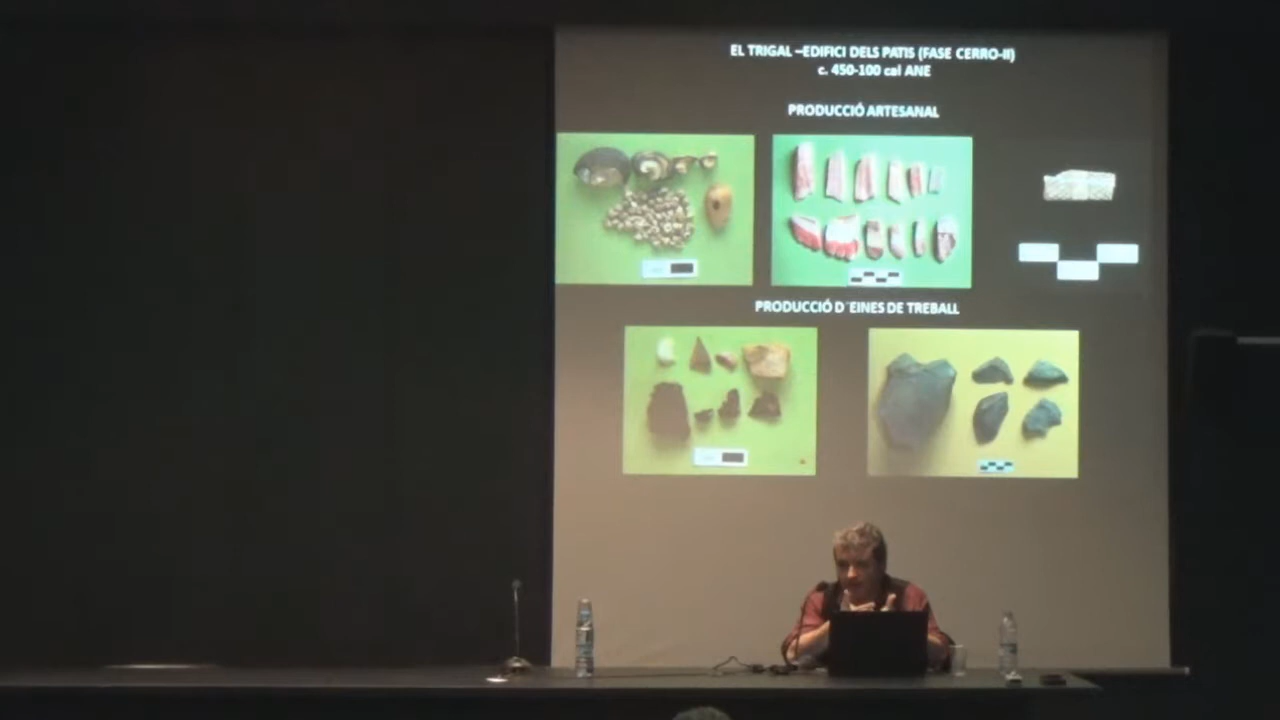 EL TRIGAL –EDIFICI DELS PATIS (FASE CERRO-II)
c. 450-100 cal ANE
PRODUCCIÓ ARTESANAL
PRODUCCIÓ D´EINES DE TREBALL